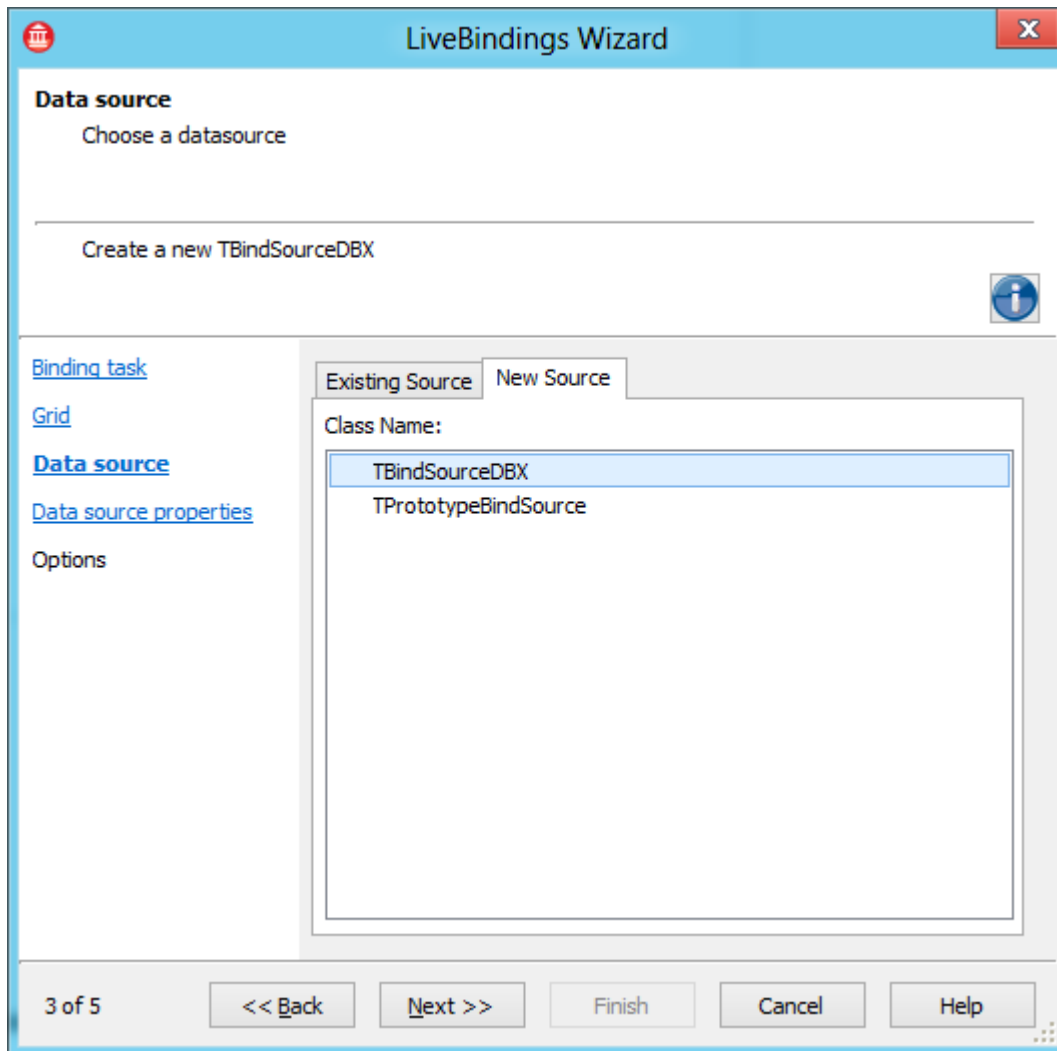 LiveBindings Wizard
Data source
Choose a datasource
Create a new TBindSourceDBX
Binding task
Grid
Data source
Data source properties
Options
Existing Source
New Source
Class Name:
TBindSourceDBX
TPrototypeBindSource
3 of 5
<< Back
Next >>
Finish
Cancel
Help